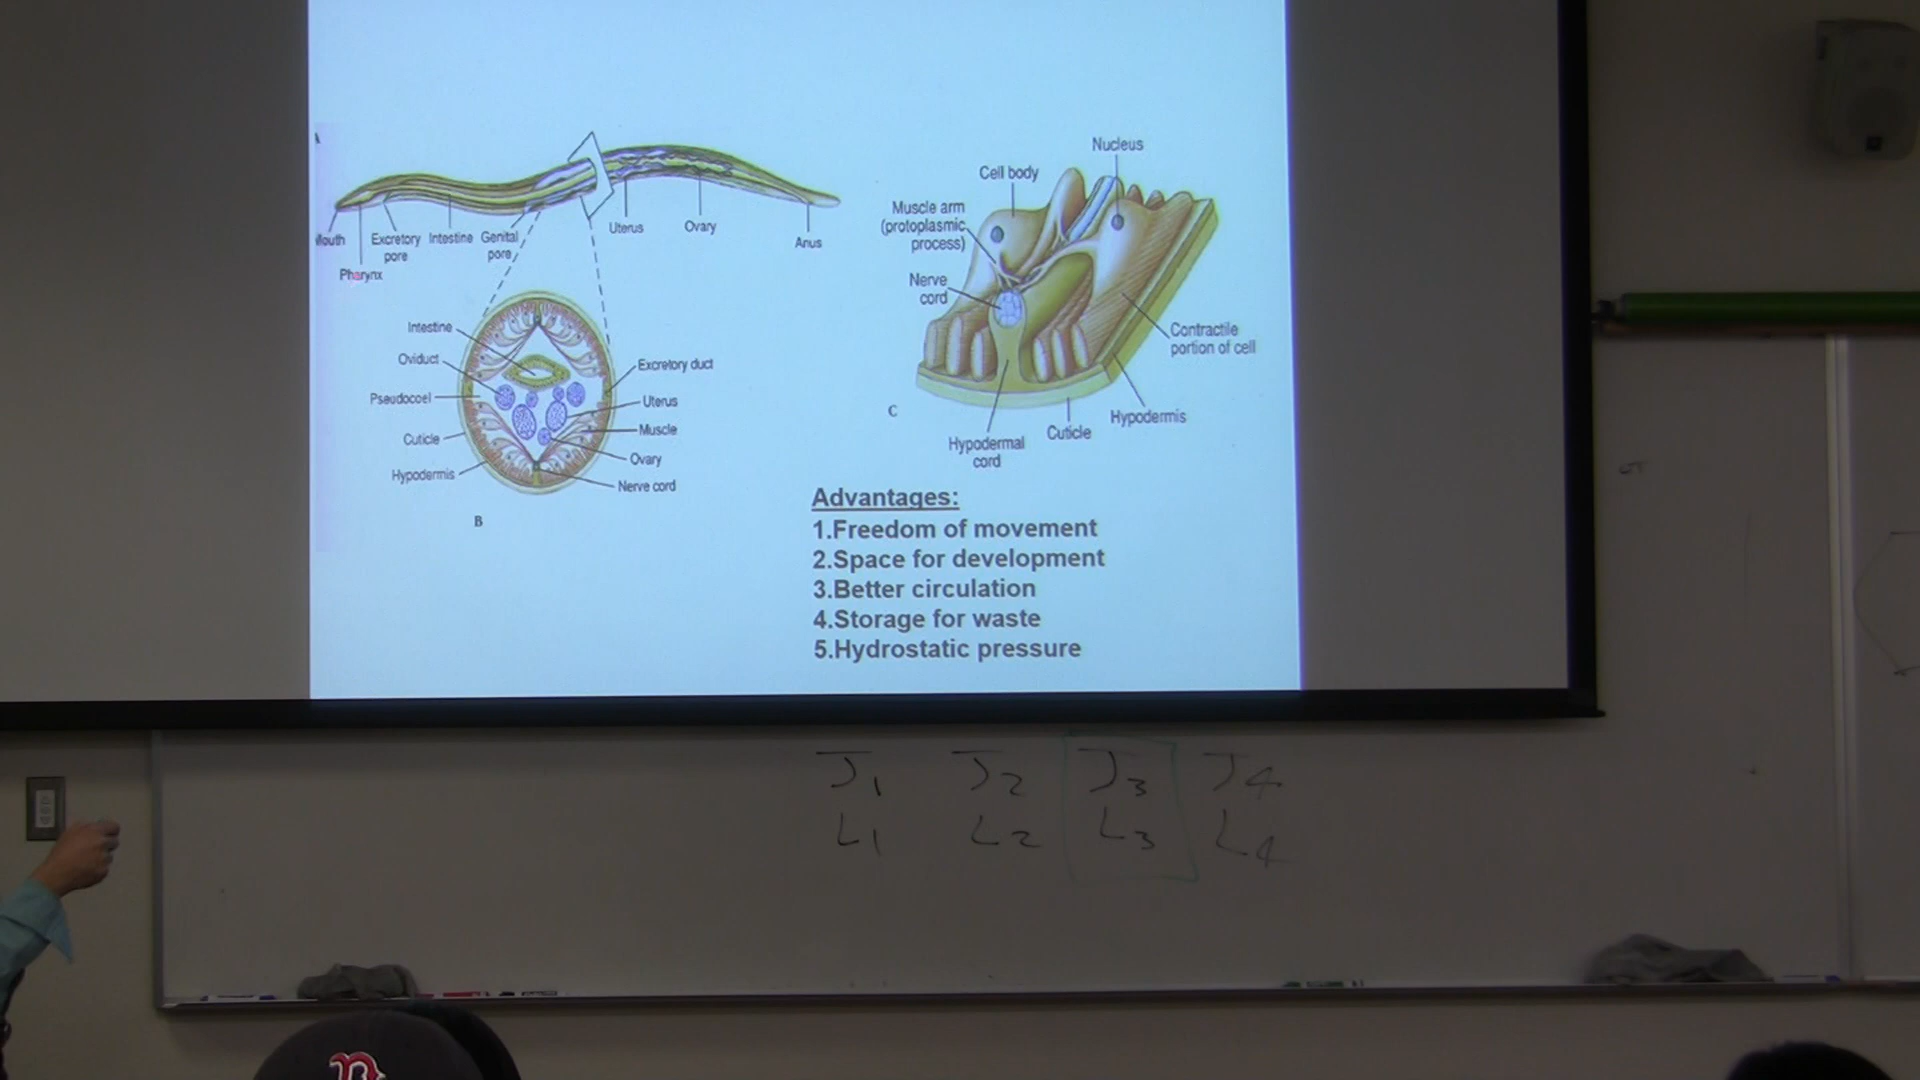 A
Mouth
Pharynx
Excretory
pore
Intestine
Genital
pore
Uterus
Ovary
Anus
Intestine
Oviduct
Pseudocoel
Cuticle
Hypodermis
Excretory duct
Uterus
Muscle
Ovary
Nerve cord
B
Nucleus
Cell body
Muscle arm
(protoplasmic
process)
Nerve
cord
Contractile
portion of cell
Hypodermis
Cuticle
Hypodermal
cord
C
Advantages:
1.Freedom of movement
2.Space for development
3.Better circulation
4.Storage for waste
5.Hydrostatic pressure
J1 J2 J3 J4
L1 L2 L3 L4
B